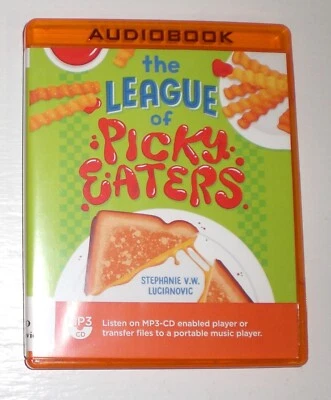 AUDIOBOOK
the
LEAGUE
of
PICKY
EATERS
STEPHANIE V.W.
LUCIANOVIC
MP3
CD
Listen on MP3-CD enabled player or
transfer files to a portable music player.